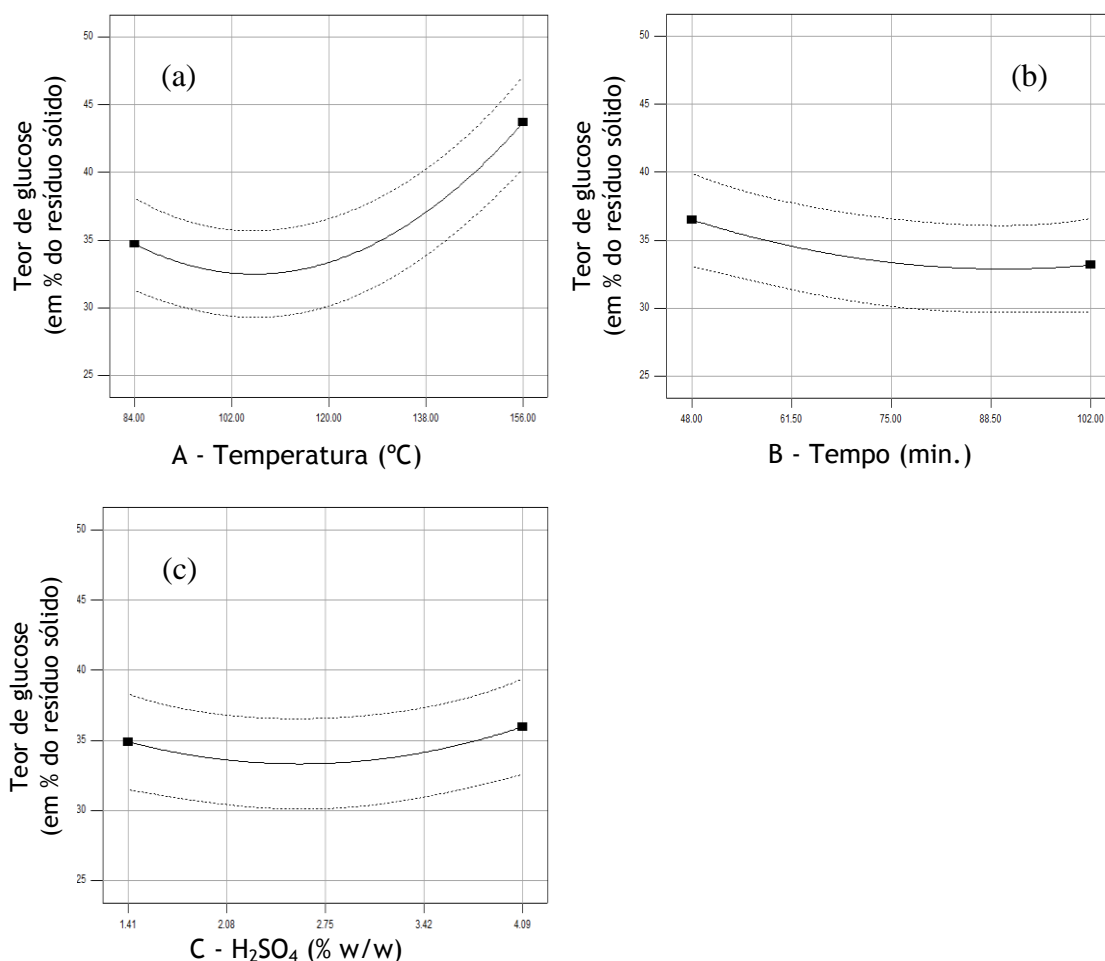 (a)
Teor de glucose
(em % do resíduo sólido)
50
45
40
35
30
25
84.00 102.00 120.00 138.00 156.00
A - Temperatura (ºC)
(b)
Teor de glucose
(em % do resíduo sólido)
50
45
40
35
30
25
48.00 61.50 75.00 88.50 102.00
B - Tempo (min.)
(c)
Teor de glucose
(em % do resíduo sólido)
50
45
40
35
30
25
1.41 2.08 2.75 3.42 4.09
C - H₂SO₄ (% w/w)